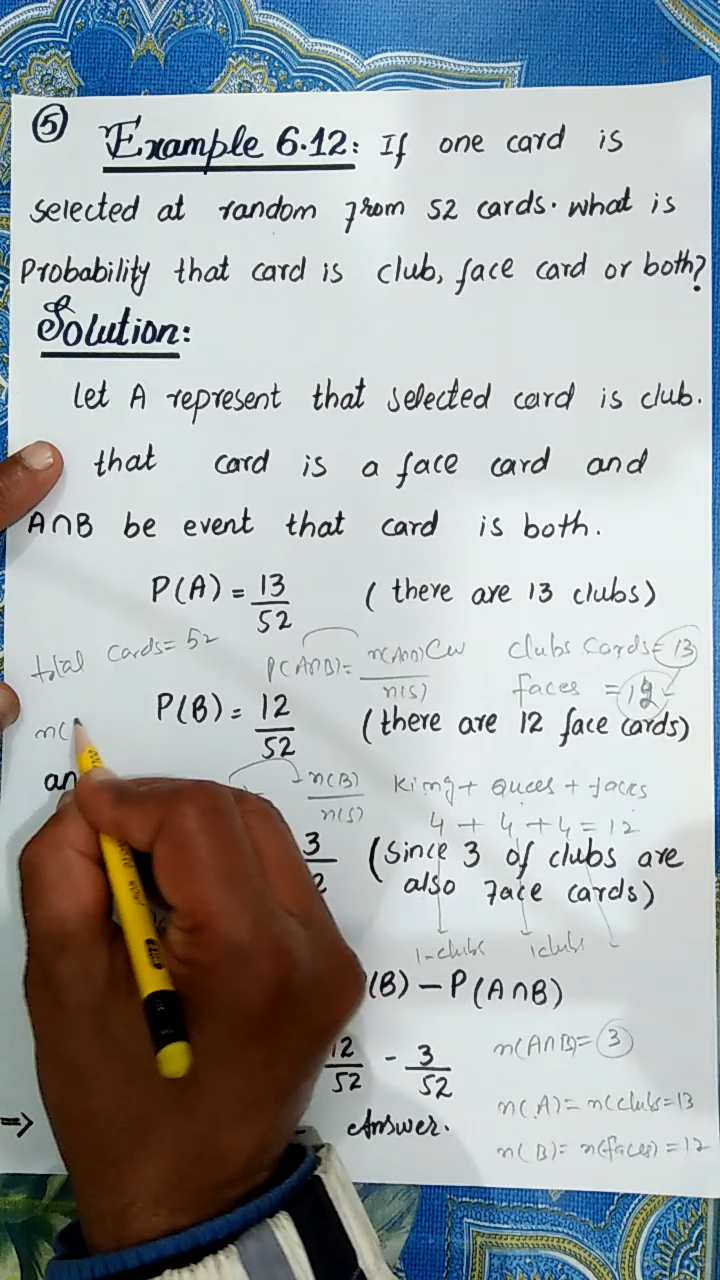 ⑤ Example 6.12: If one card is
selected at random from 52 cards. what is
Probability that card is club, face card or both?
Solution:
Let A represent that selected card is club.
that card is a face card and
A∩B be event that card is both.
P(A) = 13/52 ( there are 13 clubs)
total cards = 52
P(A∩B) = n(A∩B) / n(S)
clubs cards = 13
faces = 12
n(
P(B) = 12/52 (there are 12 face cards)
n(B)/n(S)
king + + 
4 + 4 + 4 = 12
3 (since 3 of clubs are
also face cards)
1-clubs 1clubs
(B) – P(A∩B)
12/52 - 3/52
n(A∩B) = 3
n(A) = n(clubs = 13
n(B) = n(faces) = 12
=> Answer.